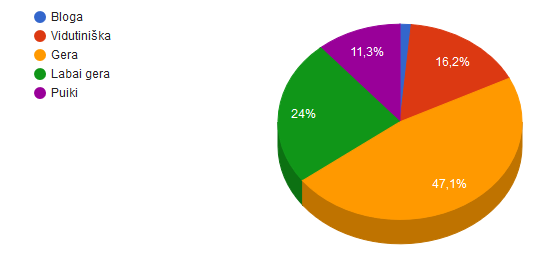 Bloga
Vidutiniška
Gera
Labai gera
Puiki
11,3%
16,2%
24%
47,1%